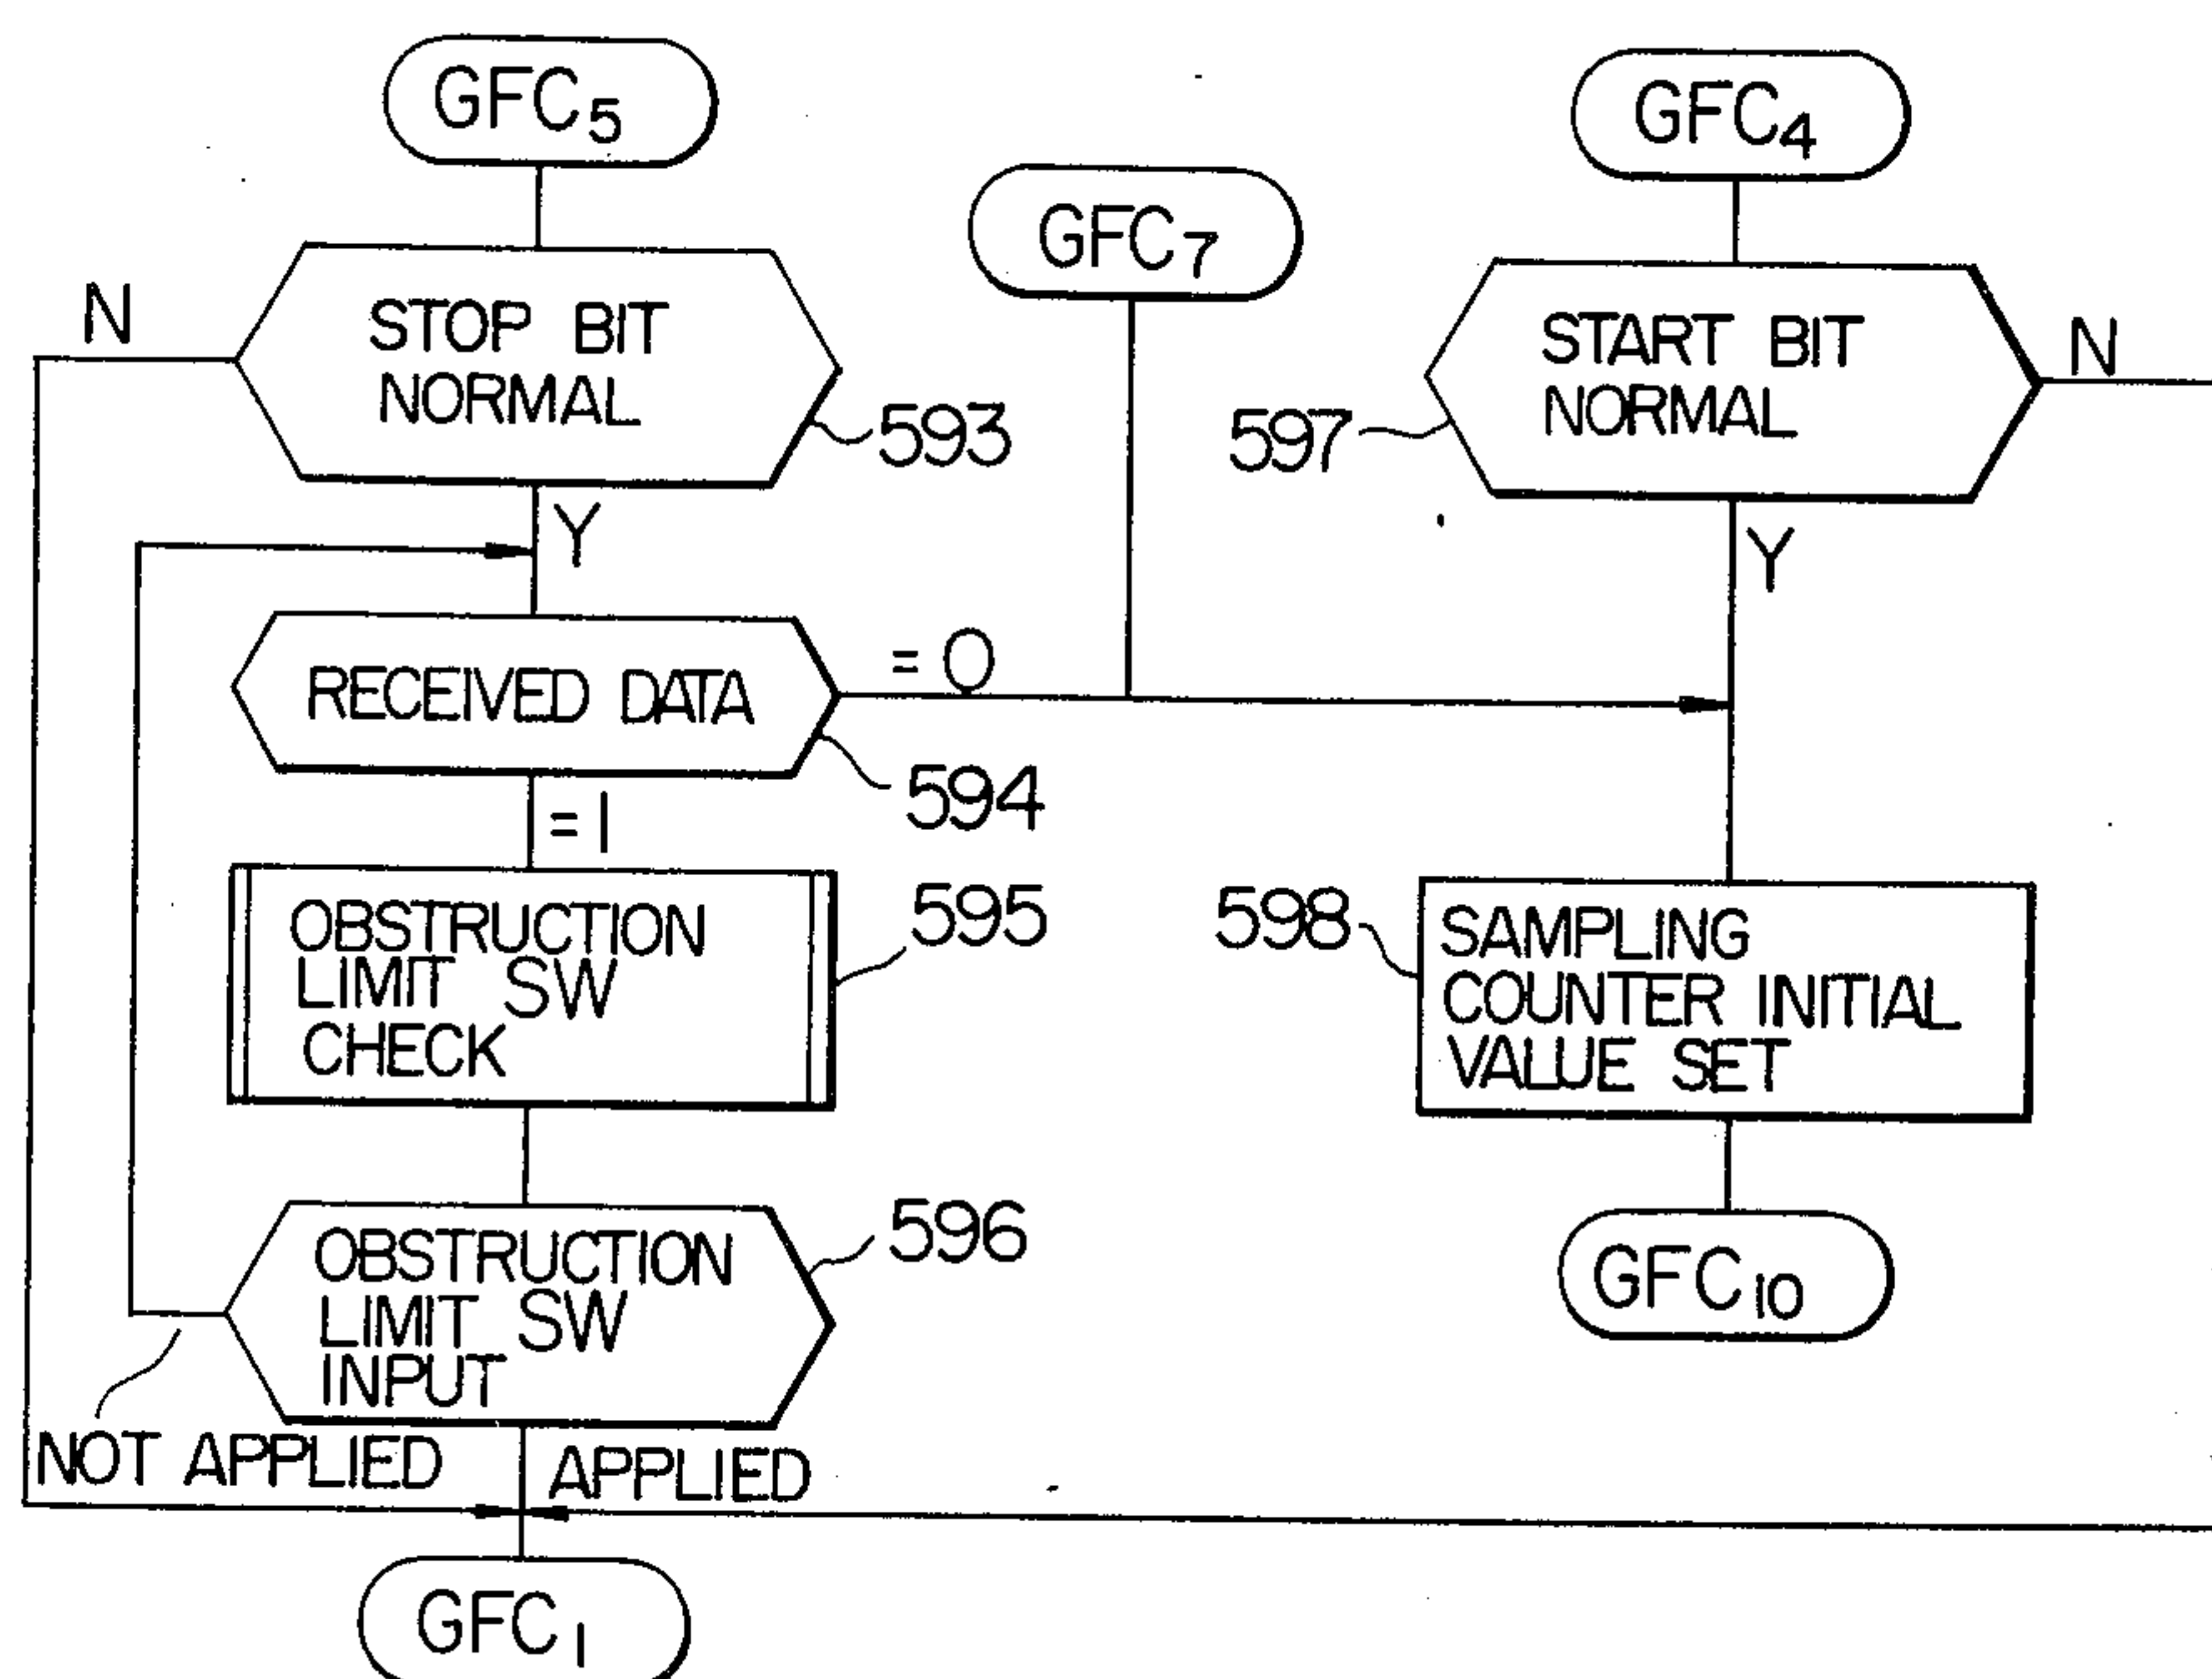 GFC5
GFC4
GFC7
N
STOP BIT
NORMAL
593
START BIT
NORMAL
N
597
Y
Y
RECEIVED DATA
= 0
594
= 1
OBSTRUCTION
LIMIT SW
CHECK
595
598
SAMPLING
COUNTER INITIAL
VALUE SET
OBSTRUCTION
LIMIT SW
INPUT
596
GFC10
NOT APPLIED
APPLIED
GFC1